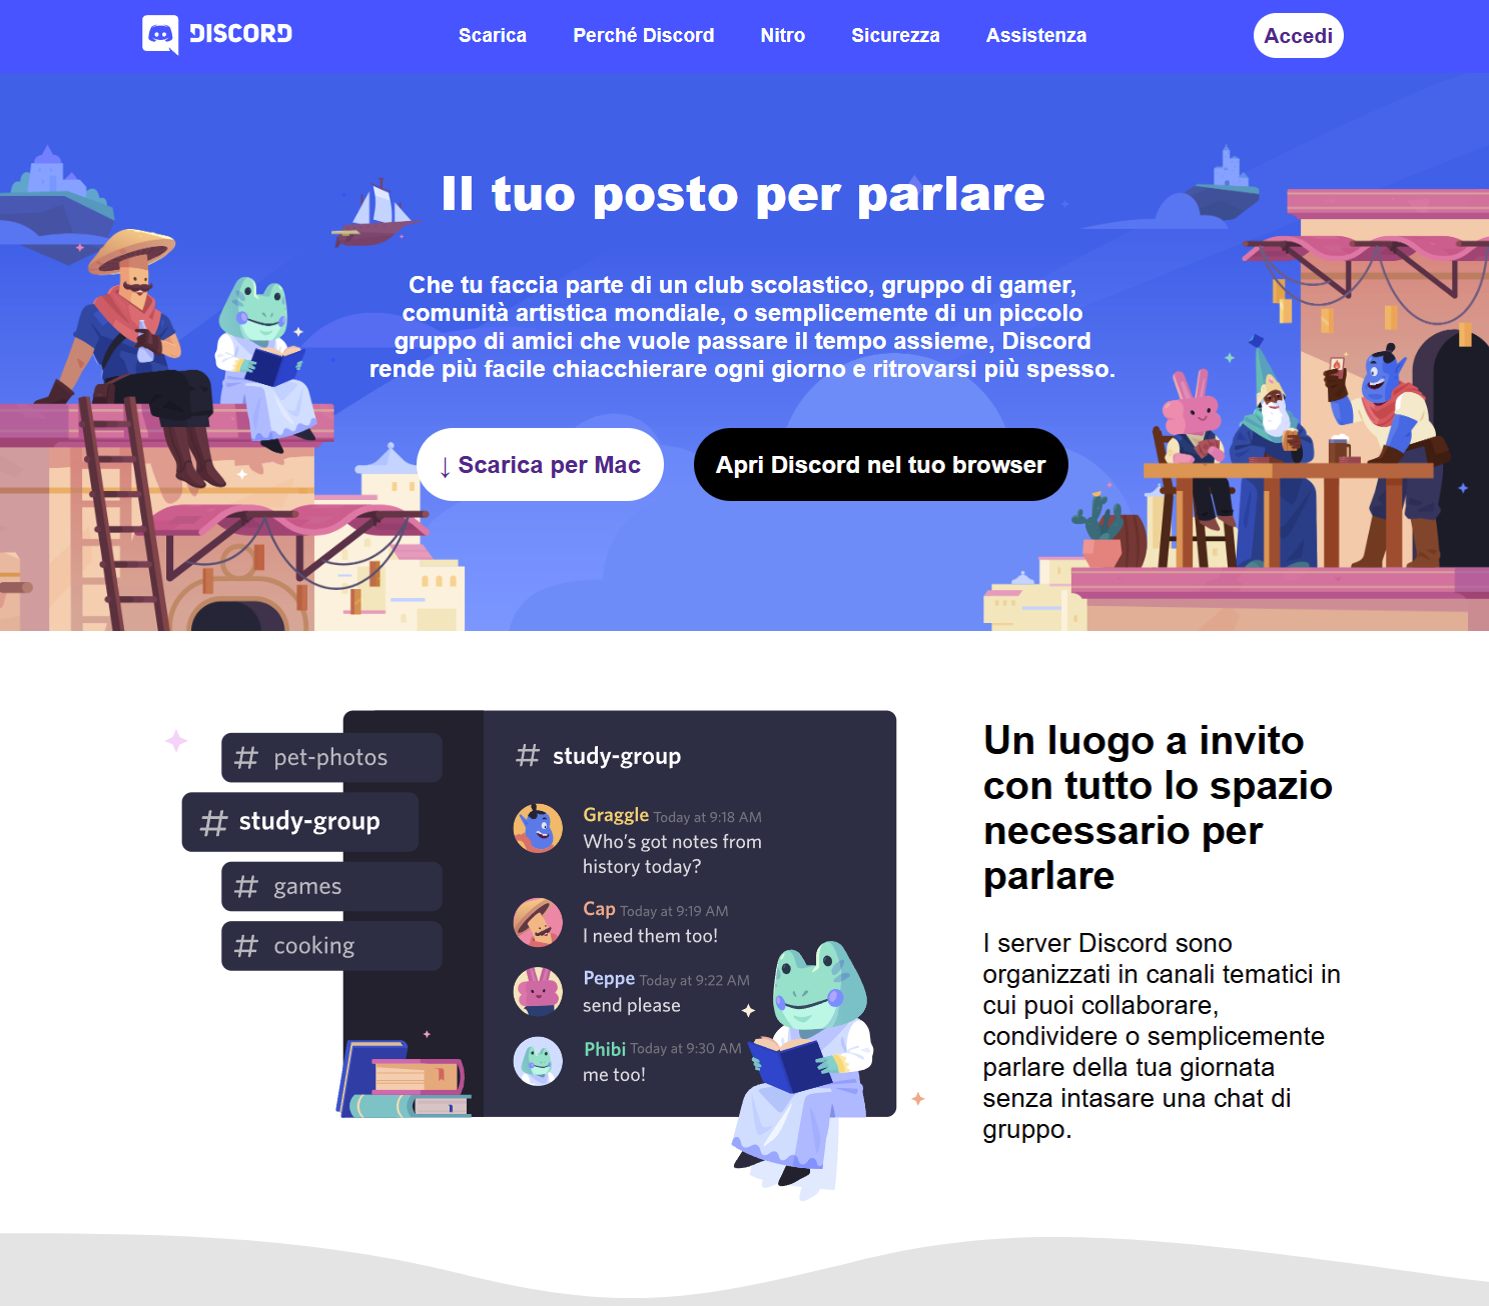 DISCORD
Scarica
Perché Discord
Nitro
Sicurezza
Assistenza
Accedi
Il tuo posto per parlare
Che tu faccia parte di un club scolastico, gruppo di gamer,
comunità artistica mondiale, o semplicemente di un piccolo
gruppo di amici che vuole passare il tempo assieme, Discord
rende più facile chiacchierare ogni giorno e ritrovarsi più spesso.
↓ Scarica per Mac
Apri Discord nel tuo browser
# pet-photos
# study-group
# games
# cooking
# study-group
Graggle Today at 9:18 AM
Who's got notes from
history today?
Cap Today at 9:19 AM
I need them too!
Peppe Today at 9:22 AM
send please
Phibi Today at 9:30 AM
me too!
Un luogo a invito
con tutto lo spazio
necessario per
parlare
I server Discord sono
organizzati in canali tematici in
cui puoi collaborare,
condividere o semplicemente
parlare della tua giornata
senza intasare una chat di
gruppo.